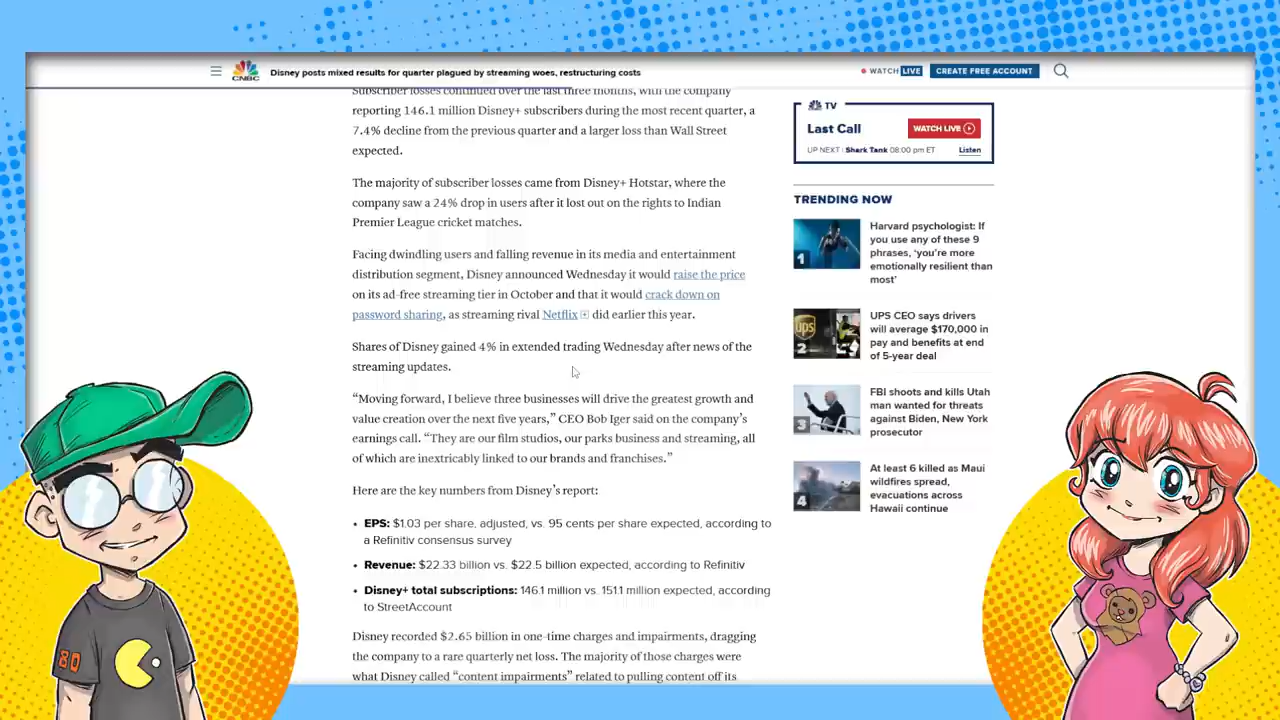 CNBC
Disney posts mixed results for quarter plagued by streaming woes, restructuring costs
WATCH LIVE
CREATE FREE ACCOUNT
Subscriber losses continued over the last three months, with the company
reporting 146.1 million Disney+ subscribers during the most recent quarter, a
7.4% decline from the previous quarter and a larger loss than Wall Street
expected.
The majority of subscriber losses came from Disney+ Hotstar, where the
company saw a 24% drop in users after it lost out on the rights to Indian
Premier League cricket matches.
Facing dwindling users and falling revenue in its media and entertainment
distribution segment, Disney announced Wednesday it would raise the price
on its ad-free streaming tier in October and that it would crack down on
password sharing, as streaming rival Netflix did earlier this year.
Shares of Disney gained 4% in extended trading Wednesday after news of the
streaming updates.
“Moving forward, I believe three businesses will drive the greatest growth and
value creation over the next five years,” CEO Bob Iger said on the company’s
earnings call. “They are our film studios, our parks business and streaming, all
of which are inextricably linked to our brands and franchises.”
Here are the key numbers from Disney’s report:
• EPS: $1.03 per share, adjusted, vs. 95 cents per share expected, according to
a Refinitiv consensus survey
• Revenue: $22.33 billion vs. $22.5 billion expected, according to Refinitiv
• Disney+ total subscriptions: 146.1 million vs. 151.1 million expected, according
to StreetAccount
Disney recorded $2.65 billion in one-time charges and impairments, dragging
the company to a rare quarterly net loss. The majority of those charges were
what Disney called “content impairments” related to pulling content off its
TV
Last Call
WATCH LIVE
UP NEXT | Shark Tank 08:00 pm ET
Listen
TRENDING NOW
1
Harvard psychologist: If
you use any of these 9
phrases, ‘you’re more
emotionally resilient than
most’
ups
2
UPS CEO says drivers
will average $170,000 in
pay and benefits at end
of 5-year deal
3
FBI shoots and kills Utah
man wanted for threats
against Biden, New York
prosecutor
4
At least 6 killed as Maui
wildfires spread,
evacuations across
Hawaii continue
80